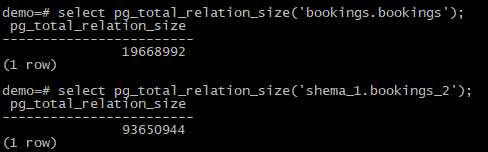 demo=# select pg_total_relation_size('bookings.bookings');
 pg_total_relation_size
------------------------
               19668992
(1 row)
demo=# select pg_total_relation_size('shema_1.bookings_2');
 pg_total_relation_size
------------------------
               93650944
(1 row)